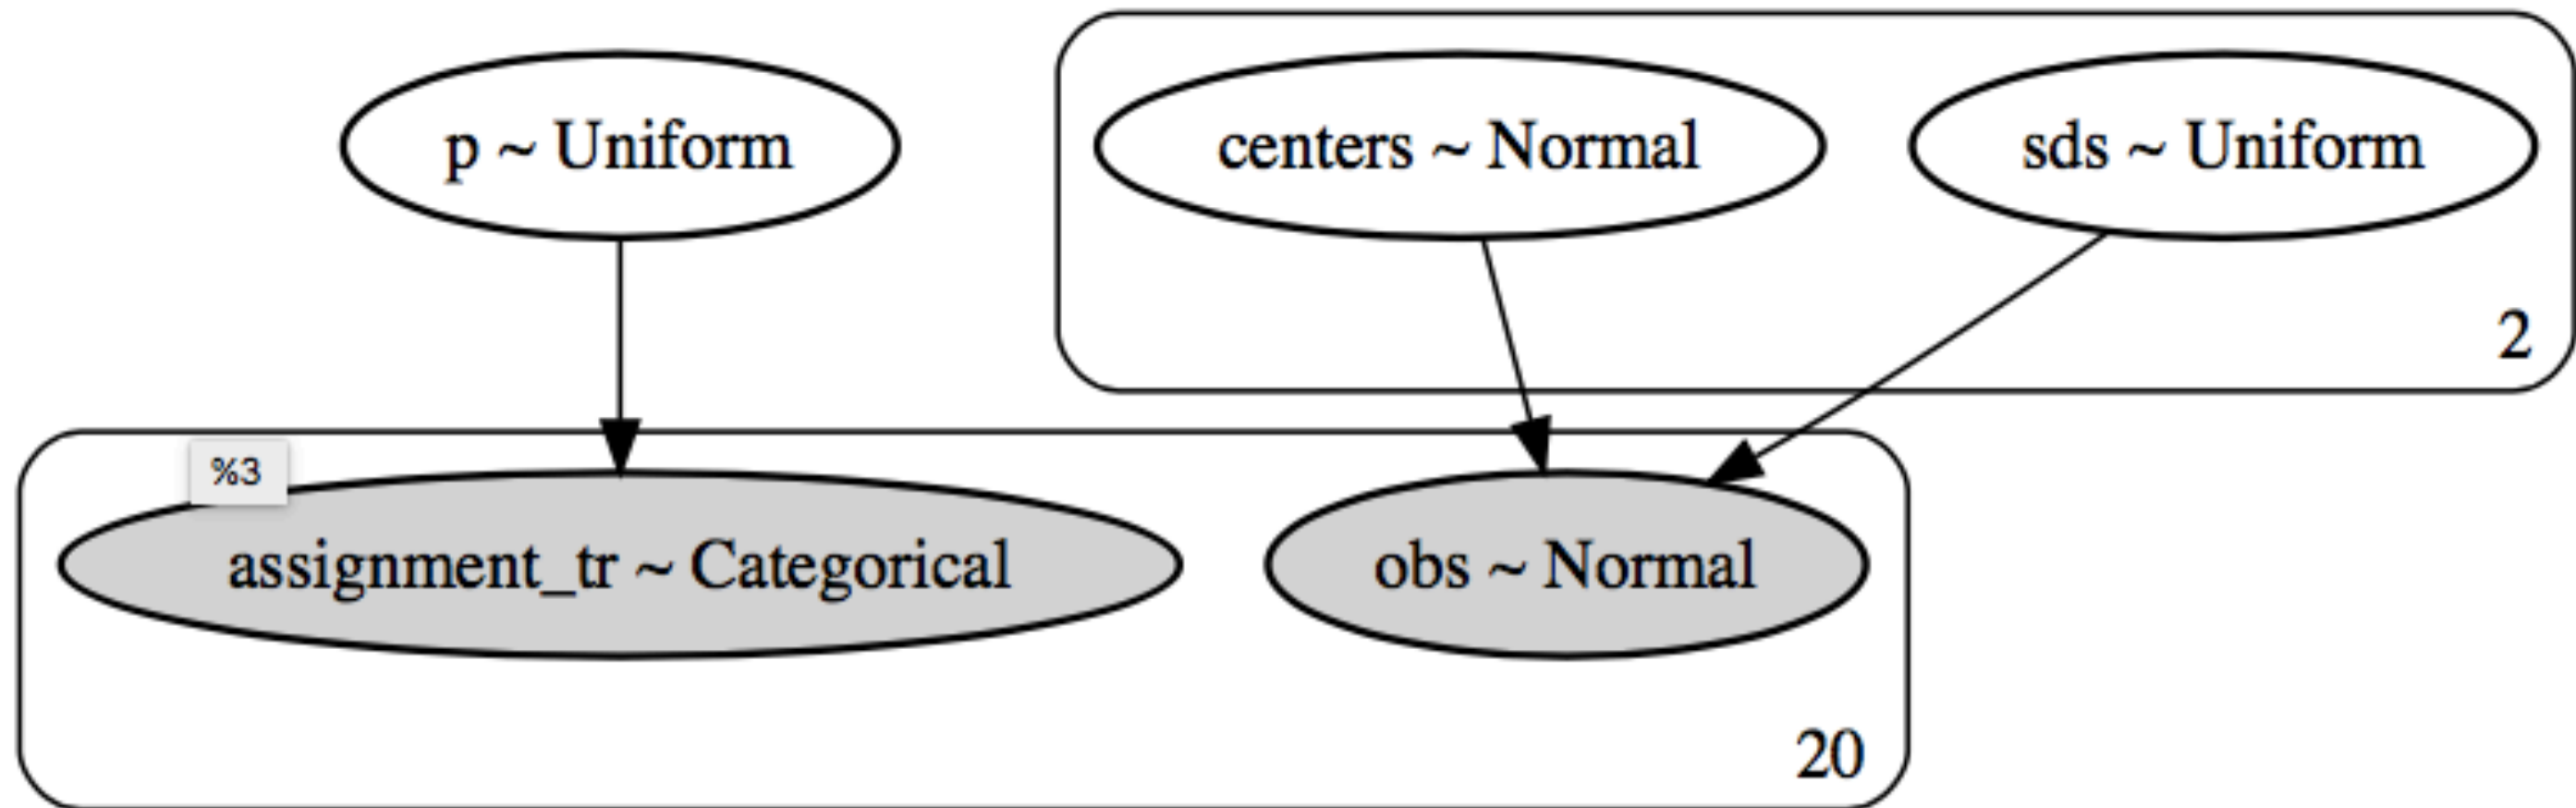 p ~ Uniform
centers ~ Normal
sds ~ Uniform
2
%3
assignment_tr ~ Categorical
obs ~ Normal
20